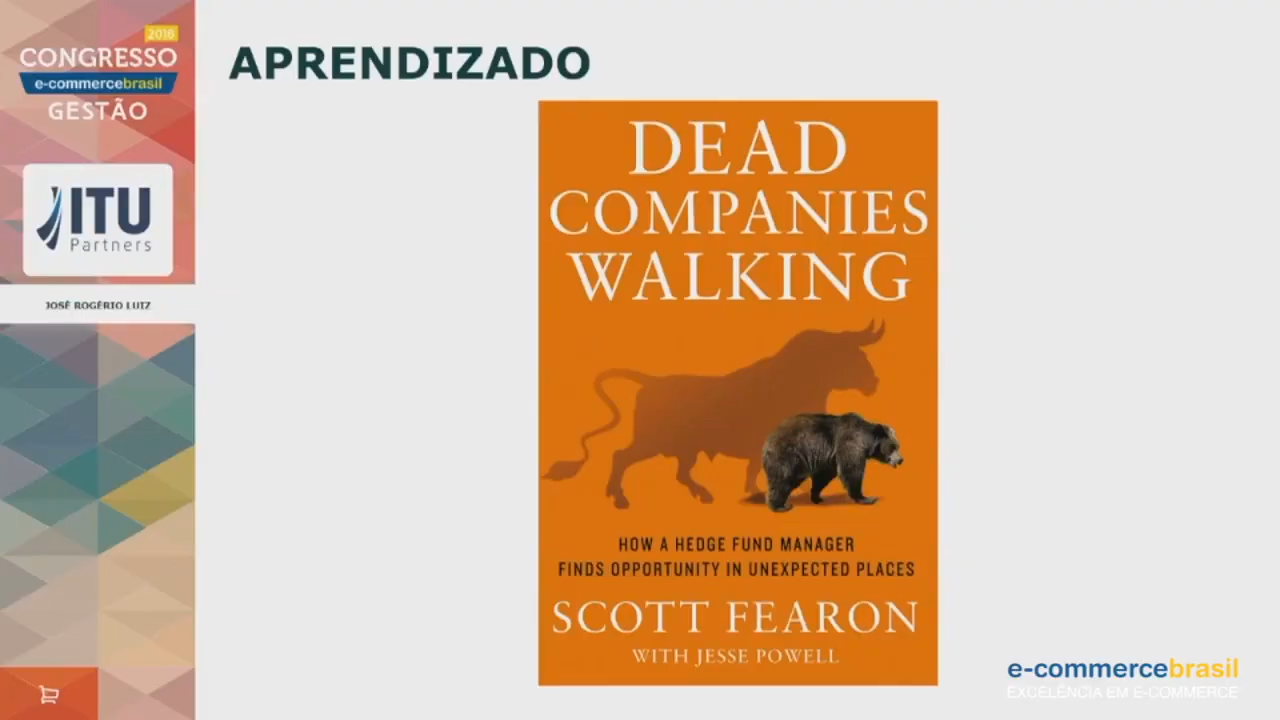 2016
CONGRESSO
e-commercebrasil
GESTÃO
ITU
Partners
JOSÉ ROGÉRIO LUIZ
APRENDIZADO
DEAD
COMPANIES
WALKING
HOW A HEDGE FUND MANAGER
FINDS OPPORTUNITY IN UNEXPECTED PLACES
SCOTT FEARON
WITH JESSE POWELL
e-commercebrasil
EXCELÊNCIA EM E-COMMERCE